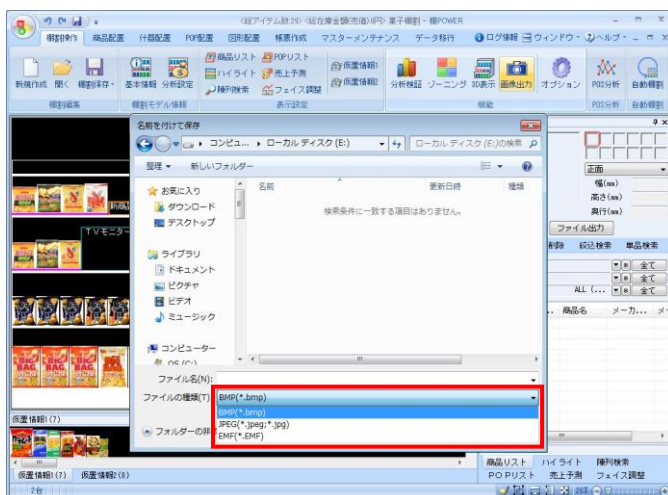 (総アイテム数:28) (総在庫金額(売価):0円) 菓子棚割 - 棚POWER
棚割操作 商品配置 什器配置 POP配置 図形配置 帳票作成 マスターメンテナンス データ移行 ログ情報 ウィンドウ ヘルプ
新規作成 開く 棚割保存 基本情報 分析設定
商品リスト POPリスト
ハイライト 売上予測
陳列検索 フェイス調整
仮置情報1
仮置情報2
分析検証 ゾーニング 3D表示 画像出力 オプション POS分析 自動棚割
棚割編集 棚割モデル情報 表示設定 機能 POS分析 自動棚割
名前を付けて保存
コンピュ... ローカル ディスク (E:) ローカル ディスク (E:)の検索
整理 新しいフォルダー
お気に入り
ダウンロード
デスクトップ
ライブラリ
ドキュメント
ピクチャ
ビデオ
ミュージック
コンピューター
OS (C:)
名前 更新日時 種類
検索条件に一致する項目はありません。
ファイル名(N):
ファイルの種類(T): BMP(*.bmp)
BMP(*.bmp)
JPEG(*.jpeg;*.jpg)
EMF(*.EMF)
フォルダーの非
TVモニター
BIG BAG
正面
幅(mm)
高さ(mm)
奥行(mm)
ファイル出力
削除 絞込検索 単品検索
全て
全て
ALL (... 全て
商品名 メーカ...
仮置情報1(7)
仮置情報1(7) 仮置情報2(8)
商品リスト ハイライト 陳列検索
POPリスト 売上予測 フェイス調整
2台